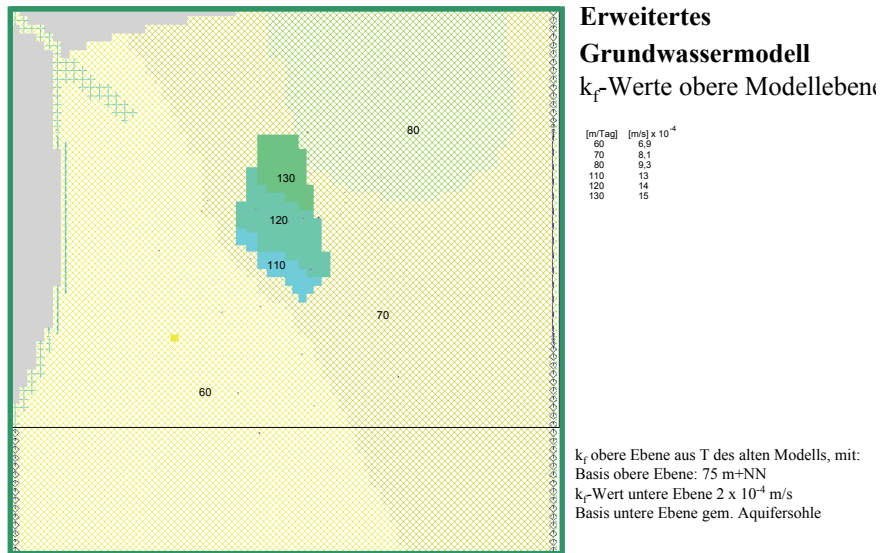 Erweitertes
Grundwassermodell
kf-Werte obere Modellebene
[m/Tag] [m/s] x 10-4
60 6,9
70 8,1
80 9,3
110 13
120 14
130 15
80
130
120
110
70
60
kf obere Ebene aus T des alten Modells, mit:
Basis obere Ebene: 75 m+NN
kf-Wert untere Ebene 2 x 10-4 m/s
Basis untere Ebene gem. Aquifersohle